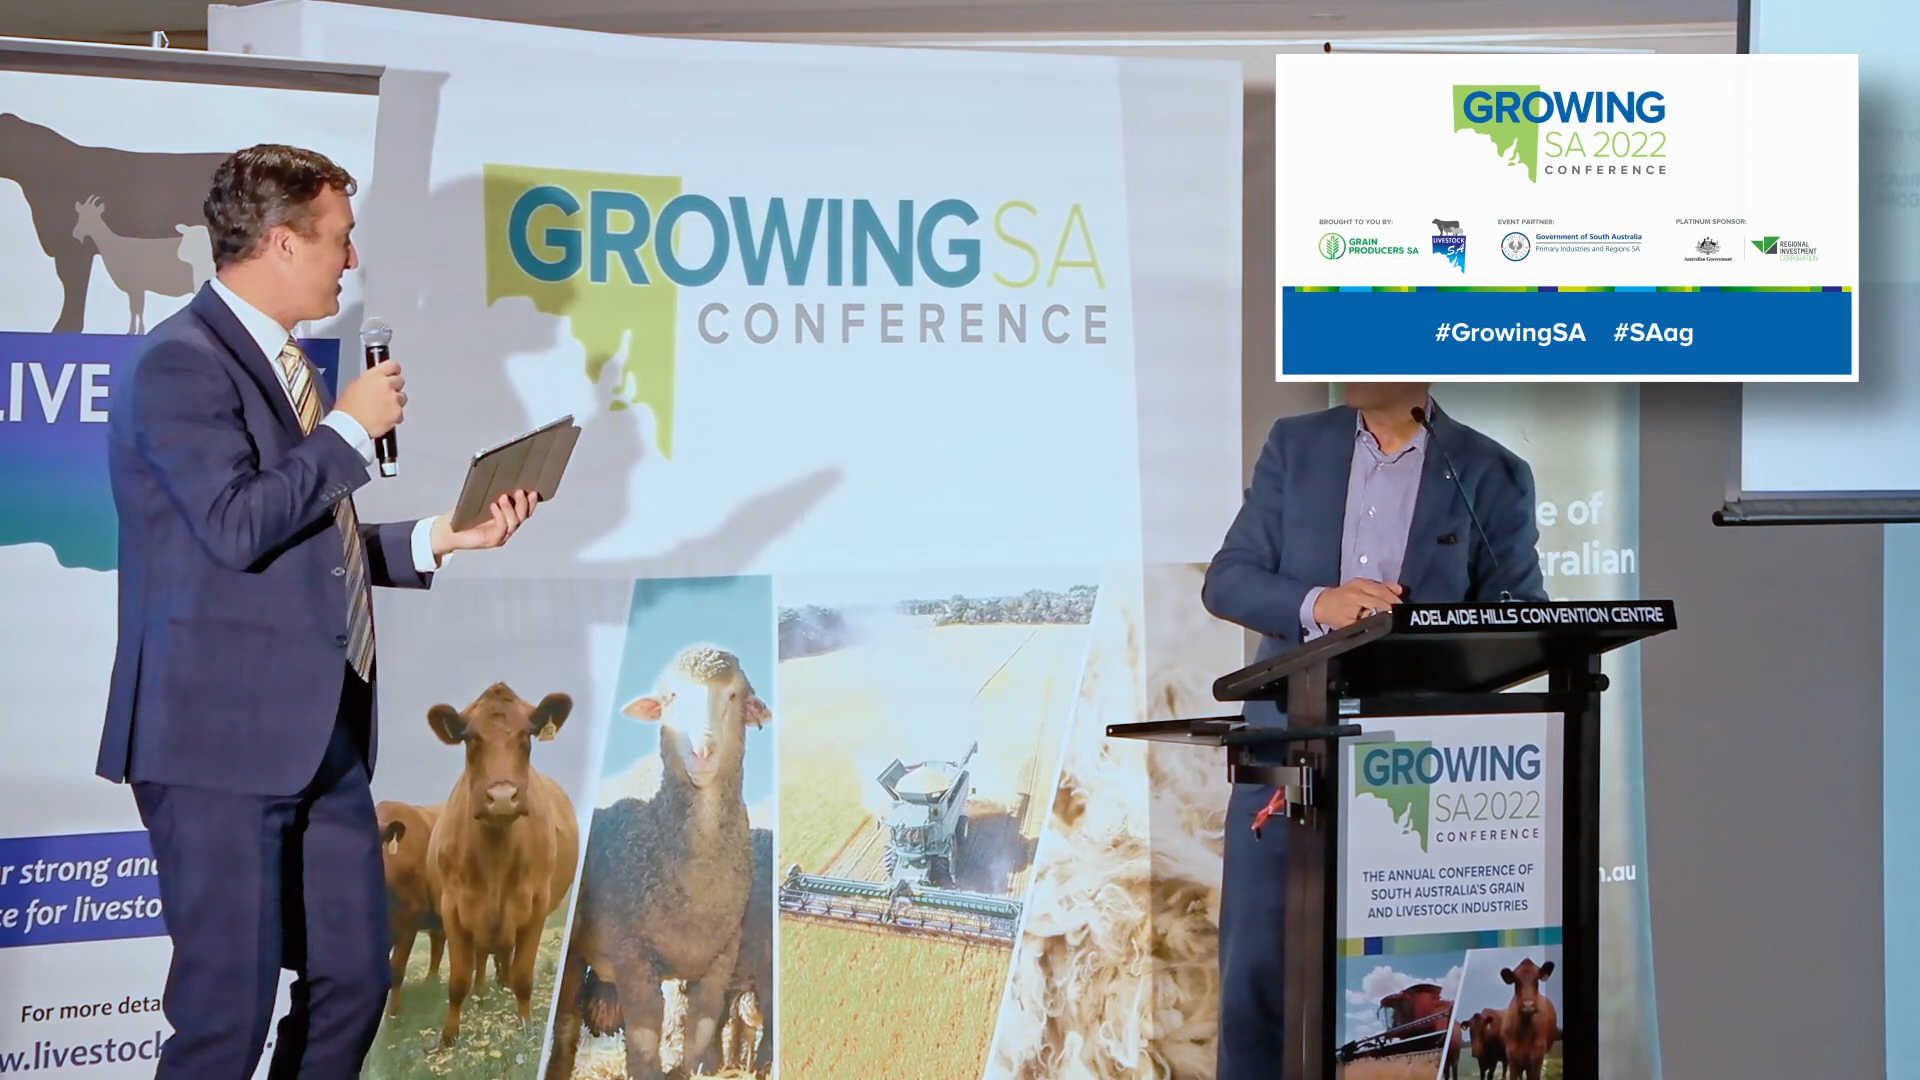 GROWING
SA 2022
CONFERENCE
BROUGHT TO YOU BY:
GRAIN
PRODUCERS SA
LIVESTOCK
SA
EVENT PARTNER:
Government of South Australia
Primary Industries and Regions SA
PLATINUM SPONSOR:
Australian Government
REGIONAL
INVESTMENT
CORPORATION
#GrowingSA #SAag
GROWING SA
CONFERENCE
LIVE
r strong and
e for livesto
For more deta
w.livestock
e of
tralian
.au
ADELAIDE HILLS CONVENTION CENTRE
GROWING
SA2022
CONFERENCE
THE ANNUAL CONFERENCE OF
SOUTH AUSTRALIA'S GRAIN
AND LIVESTOCK INDUSTRIES